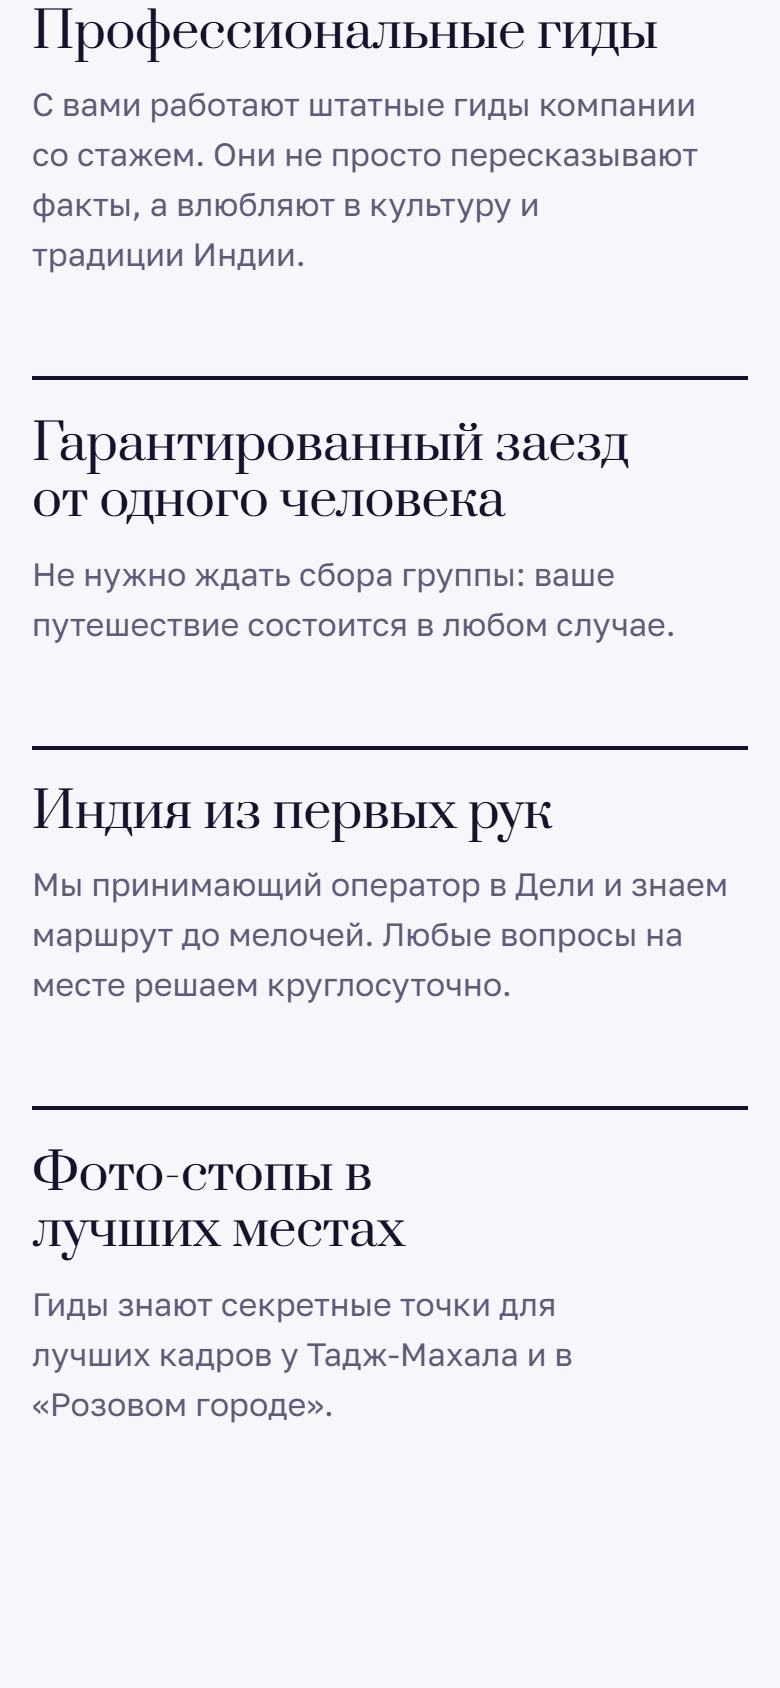 Профессиональные гиды
С вами работают штатные гиды компании
со стажем. Они не просто пересказывают
факты, а влюбляют в культуру и
традиции Индии.
Гарантированный заезд
от одного человека
Не нужно ждать сбора группы: ваше
путешествие состоится в любом случае.
Индия из первых рук
Мы принимающий оператор в Дели и знаем
маршрут до мелочей. Любые вопросы на
месте решаем круглосуточно.
Фото-стопы в
лучших местах
Гиды знают секретные точки для
лучших кадров у Тадж-Махала и в
«Розовом городе».